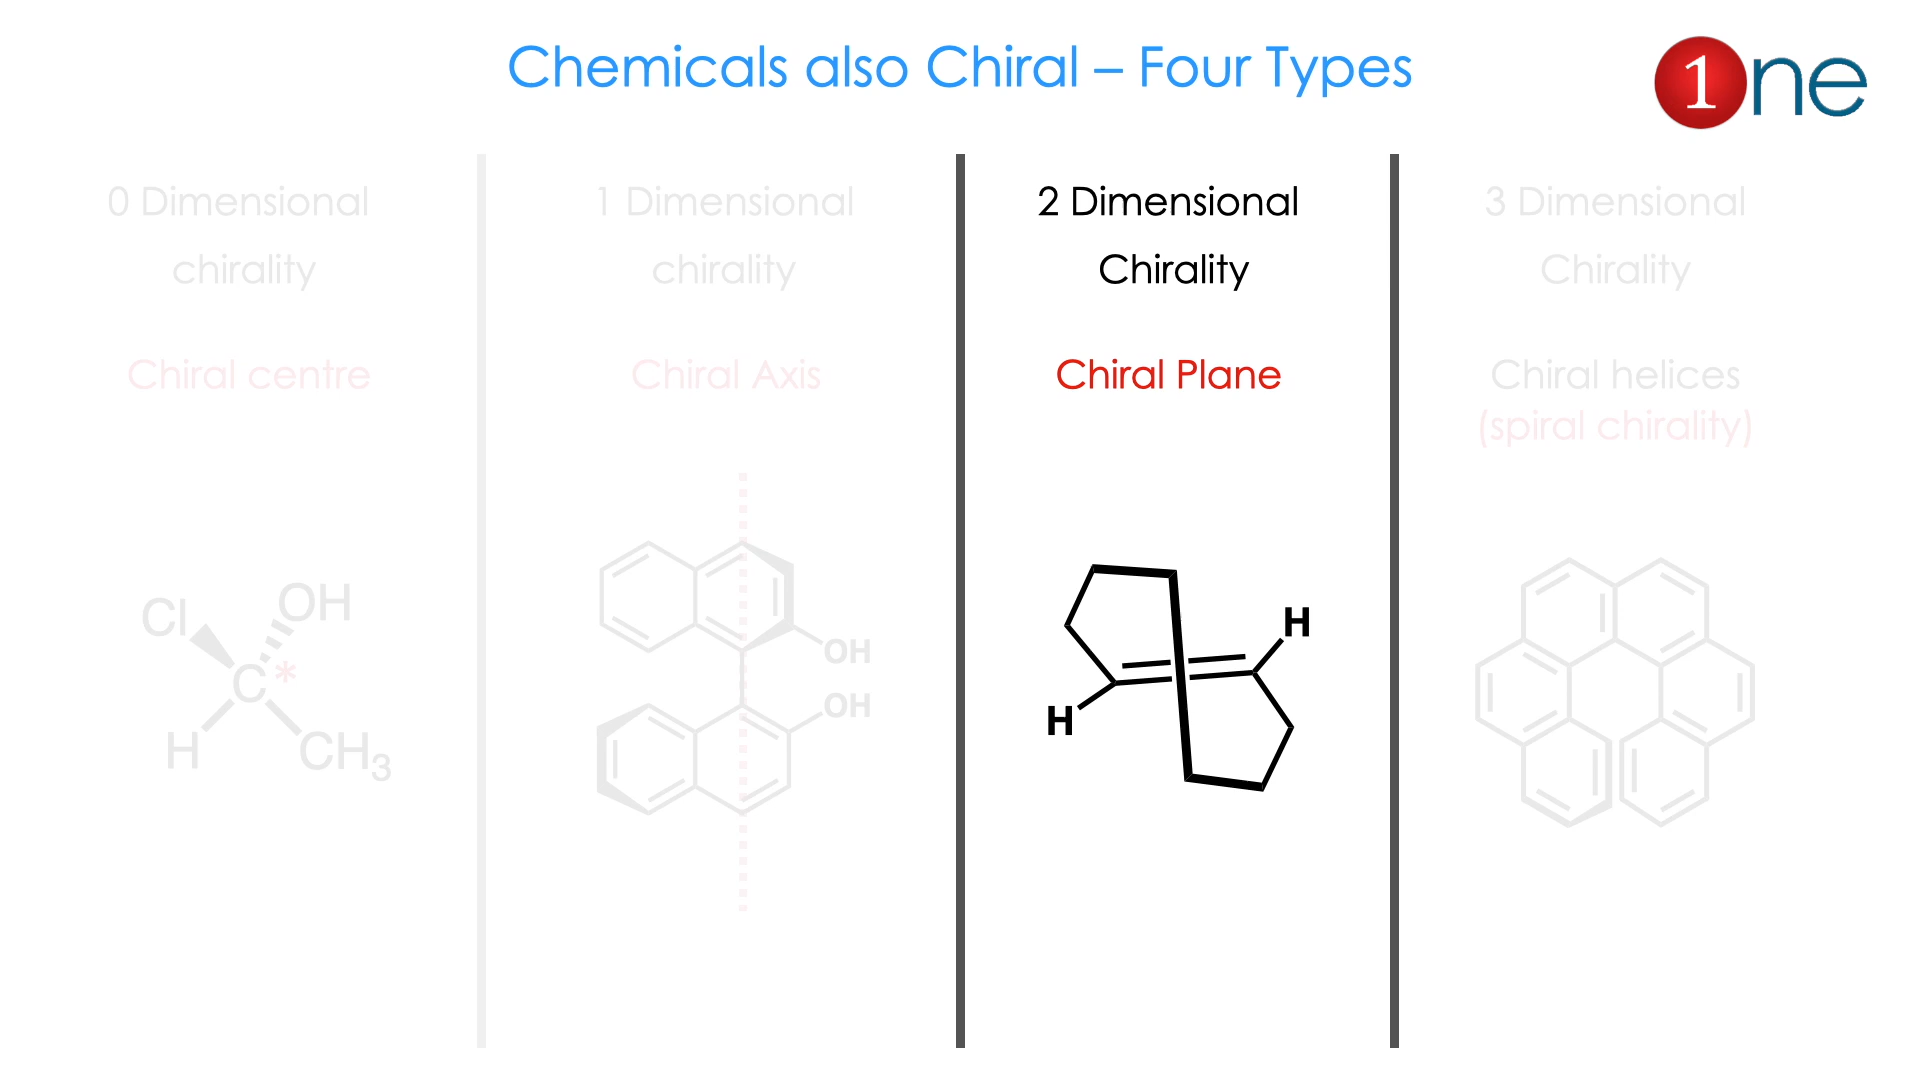 Chemicals also Chiral – Four Types
1ne
0 Dimensional
chirality
Chiral centre
Cl
OH
C*
H
CH3
1 Dimensional
chirality
Chiral Axis
OH
OH
2 Dimensional
Chirality
Chiral Plane
H
H
3 Dimensional
Chirality
Chiral helices
(spiral chirality)